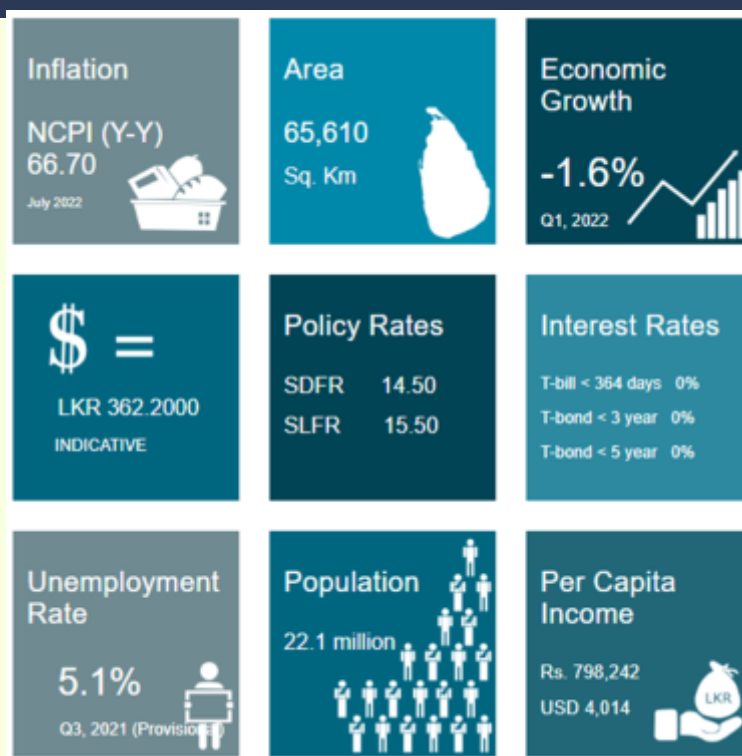 Inflation
NCPI (Y-Y)
66.70
July 2022
Area
65,610
Sq. Km
Economic
Growth
-1.6%
Q1, 2022
$ =
LKR 362.2000
INDICATIVE
Policy Rates
SDFR 14.50
SLFR 15.50
Interest Rates
T-bill < 364 days 0%
T-bond < 3 year 0%
T-bond < 5 year 0%
Unemployment
Rate
5.1%
Q3, 2021 (Provisional)
Population
22.1 million
Per Capita
Income
Rs. 798,242
USD 4,014
LKR